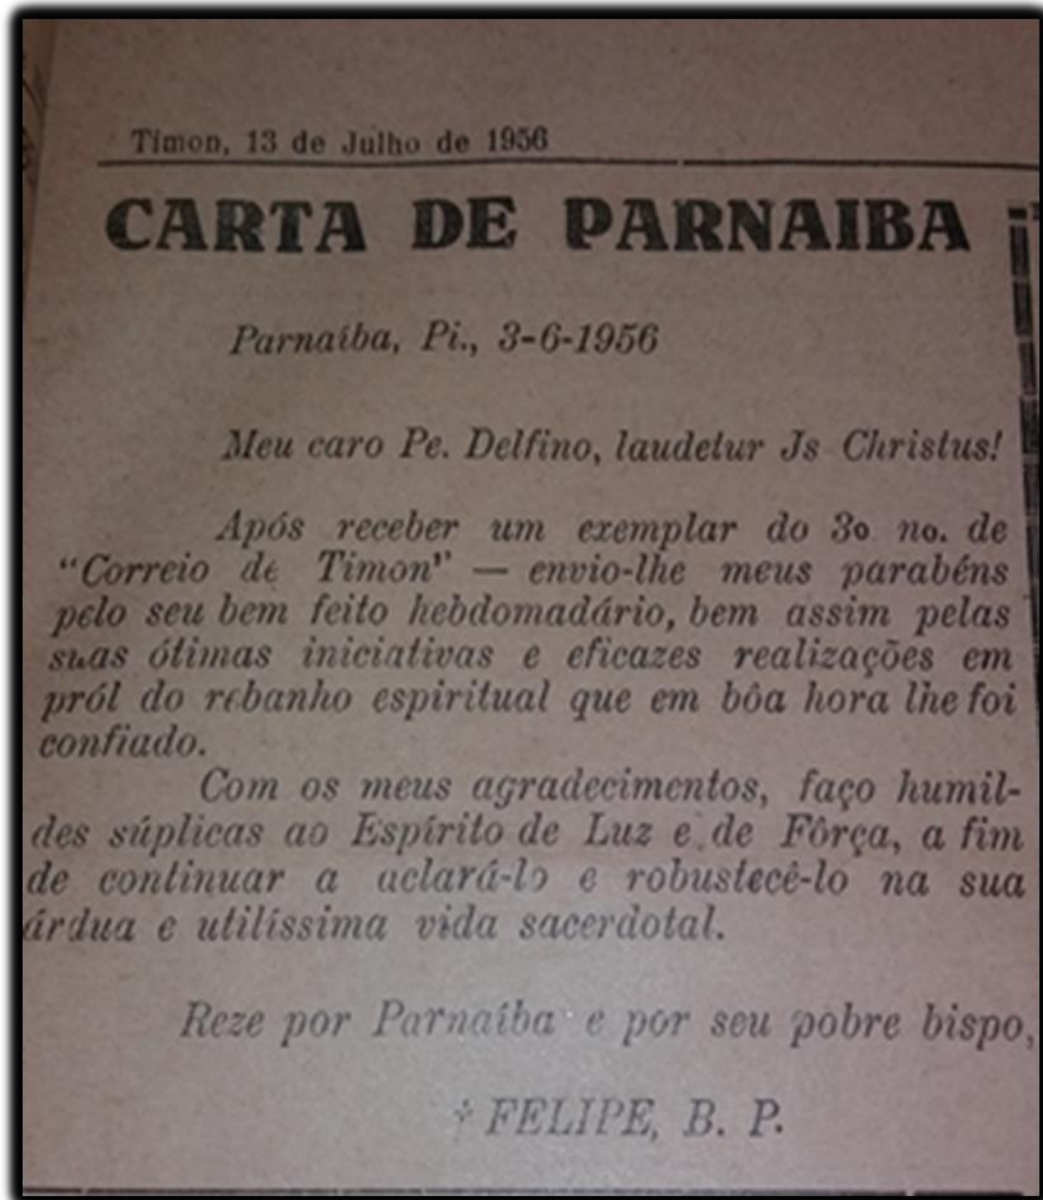 Timon, 13 de Julho de 1956
CARTA DE PARNAIBA
Parnaíba, Pi., 3-6-1956
Meu caro Pe. Delfino, laudetur Js Christus!
Após receber um exemplar do 3o no. de
“Correio de Timon” — envio-lhe meus parabéns
pelo seu bem feito hebdomadário, bem assim pelas
suas ótimas iniciativas e eficazes realizações em
pról do rebanho espiritual que em bôa hora lhe foi
confiado.
Com os meus agradecimentos, faço humil-
des súplicas ao Espírito de Luz e de Fôrça, a fim
de continuar a aclará-lo e robustecê-lo na sua
árdua e utilíssima vida sacerdotal.
Reze por Parnaíba e por seu pobre bispo,
† FELIPE, B. P.